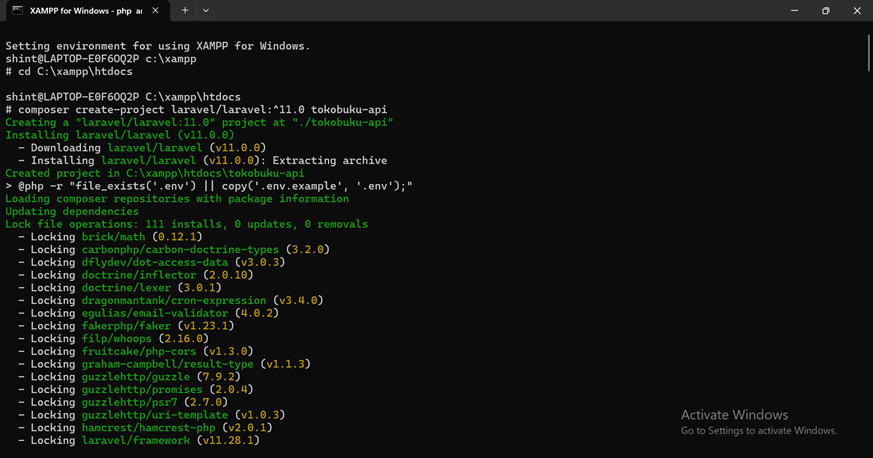 XAMPP for Windows - php ar
Setting environment for using XAMPP for Windows.
shint@LAPTOP-E0F6OQ2P c:\xampp
# cd C:\xampp\htdocs
shint@LAPTOP-E0F6OQ2P C:\xampp\htdocs
# composer create-project laravel/laravel:^11.0 tokobuku-api
Creating a "laravel/laravel:11.0" project at "./tokobuku-api"
Installing laravel/laravel (v11.0.0)
  - Downloading laravel/laravel (v11.0.0)
  - Installing laravel/laravel (v11.0.0): Extracting archive
Created project in C:\xampp\htdocs\tokobuku-api
> @php -r "file_exists('.env') || copy('.env.example', '.env');"
Loading composer repositories with package information
Updating dependencies
Lock file operations: 111 installs, 0 updates, 0 removals
  - Locking brick/math (0.12.1)
  - Locking carbonphp/carbon-doctrine-types (3.2.0)
  - Locking dflydev/dot-access-data (v3.0.3)
  - Locking doctrine/inflector (2.0.10)
  - Locking doctrine/lexer (3.0.1)
  - Locking dragonmantank/cron-expression (v3.4.0)
  - Locking egulias/email-validator (4.0.2)
  - Locking fakerphp/faker (v1.23.1)
  - Locking filp/whoops (2.16.0)
  - Locking fruitcake/php-cors (v1.3.0)
  - Locking graham-campbell/result-type (v1.1.3)
  - Locking guzzlehttp/guzzle (7.9.2)
  - Locking guzzlehttp/promises (2.0.4)
  - Locking guzzlehttp/psr7 (2.7.0)
  - Locking guzzlehttp/uri-template (v1.0.3)
  - Locking hamcrest/hamcrest-php (v2.0.1)
  - Locking laravel/framework (v11.28.1)
Activate Windows
Go to Settings to activate Windows.